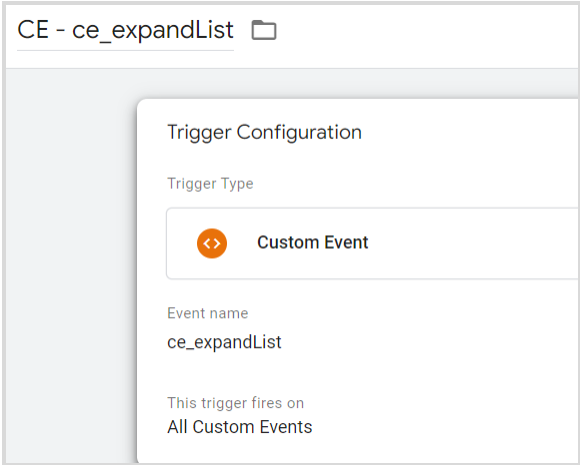 CE - ce_expandList
Trigger Configuration
Trigger Type
Custom Event
Event name
ce_expandList
This trigger fires on
All Custom Events